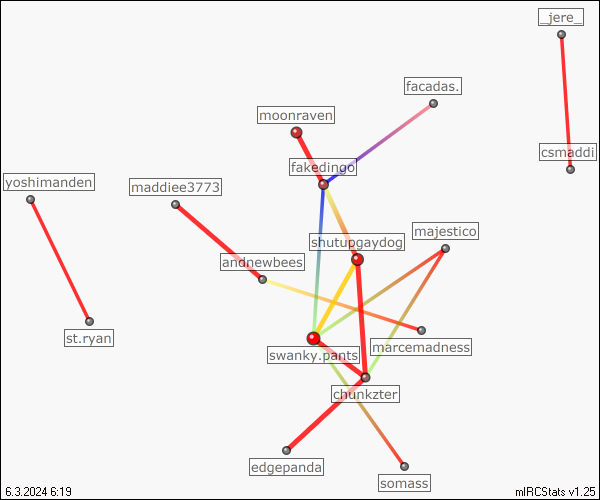 _jere_
facadas.
moonraven
csmaddi
fakedingo
yoshimanden
maddiee3773
majestico
shutupgaydog
andnewbees
st.ryan
marcemadness
swanky.pants
chunkzter
edgepanda
somass
6.3.2024 6:19
mIRCStats v1.25